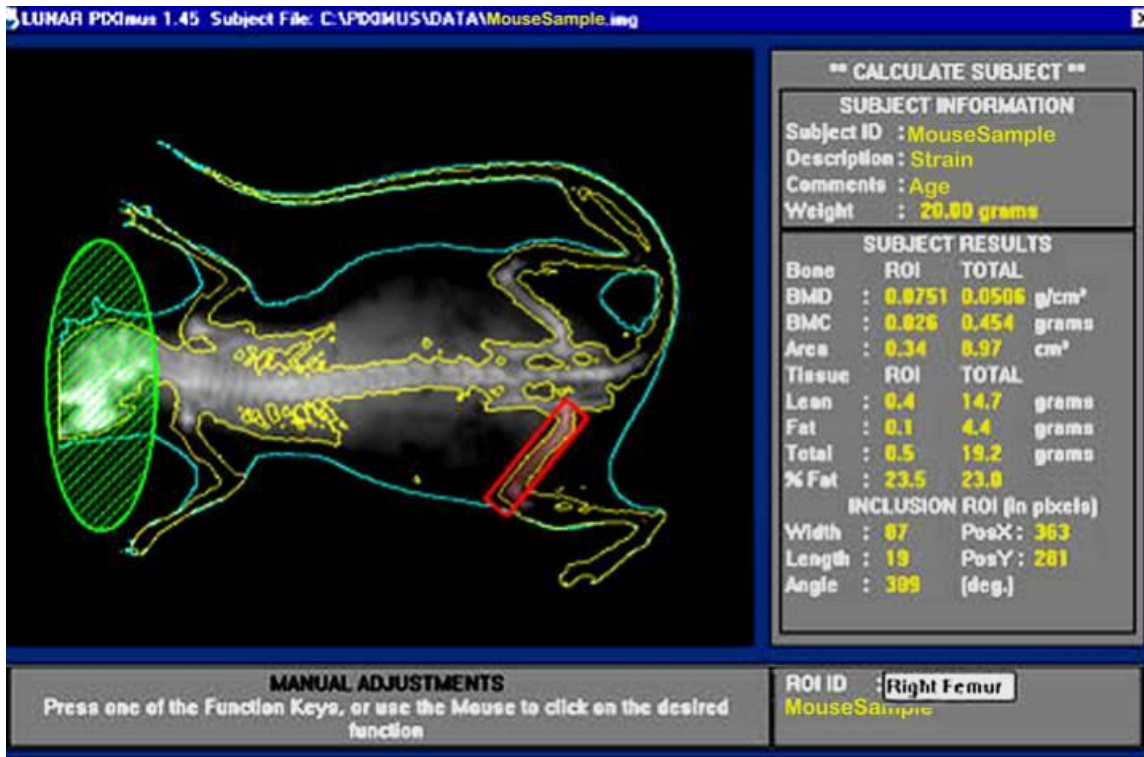 LUNAR PIXImus 1.45 Subject File: C:\PIXIMUS\DATA\MouseSample.img
** CALCULATE SUBJECT **
SUBJECT INFORMATION
Subject ID : MouseSample
Description : Strain
Comments : Age
Weight : 20.00 grams
SUBJECT RESULTS
Bone ROI TOTAL
BMD : 0.0751 0.0506 g/cm²
BMC : 0.026 0.454 grams
Area : 0.34 8.97 cm²
Tissue ROI TOTAL
Lean : 0.4 14.7 grams
Fat : 0.1 4.4 grams
Total : 0.5 19.2 grams
% Fat : 23.5 23.0
INCLUSION ROI (in pixels)
Width : 87 PosX : 363
Length : 19 PosY : 281
Angle : 309 (deg.)
MANUAL ADJUSTMENTS
Press one of the Function Keys, or use the Mouse to click on the desired
function
ROI ID : Right Femur
MouseSample